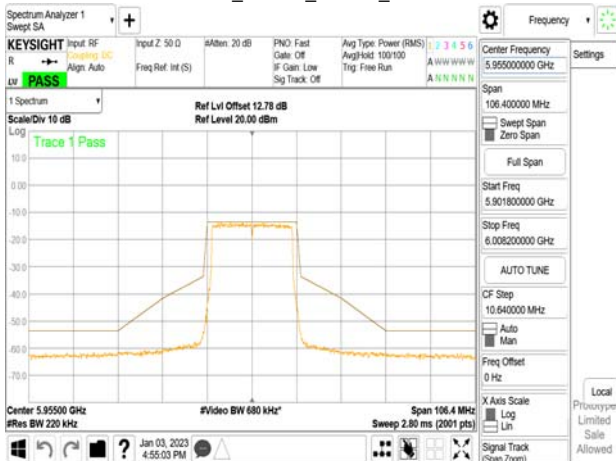 Spectrum Analyzer 1
Swept SA
Frequency
KEYSIGHT
R
LV PASS
Input: RF
Coupling: DC
Align: Auto
Input Z: 50 Ω
Freq Ref: Int (S)
#Atten: 20 dB
PNO: Fast
Gate: Off
IF Gain: Low
Sig Track: Off
Avg Type: Power (RMS)
Avg|Hold: 100/100
Trig: Free Run
1 2 3 4 5 6
A W W W W W
A N N N N N
1 Spectrum
Scale/Div 10 dB
Ref Lvl Offset 12.78 dB
Ref Level 20.00 dBm
Log
Trace 1 Pass
10.0
0.00
-10.0
-20.0
-30.0
-40.0
-50.0
-60.0
-70.0
Center 5.95500 GHz
#Res BW 220 kHz
#Video BW 680 kHz*
Span 106.4 MHz
Sweep 2.80 ms (2001 pts)
Jan 03, 2023
4:55:03 PM
Center Frequency
5.955000000 GHz
Settings
Span
106.400000 MHz
Swept Span
Zero Span
Full Span
Start Freq
5.901800000 GHz
Stop Freq
6.008200000 GHz
AUTO TUNE
CF Step
10.640000 MHz
Auto
Man
Freq Offset
0 Hz
X Axis Scale
Log
Lin
Signal Track
(Span Zoom)
Local
Prototype
Limited
Sale
Allowed